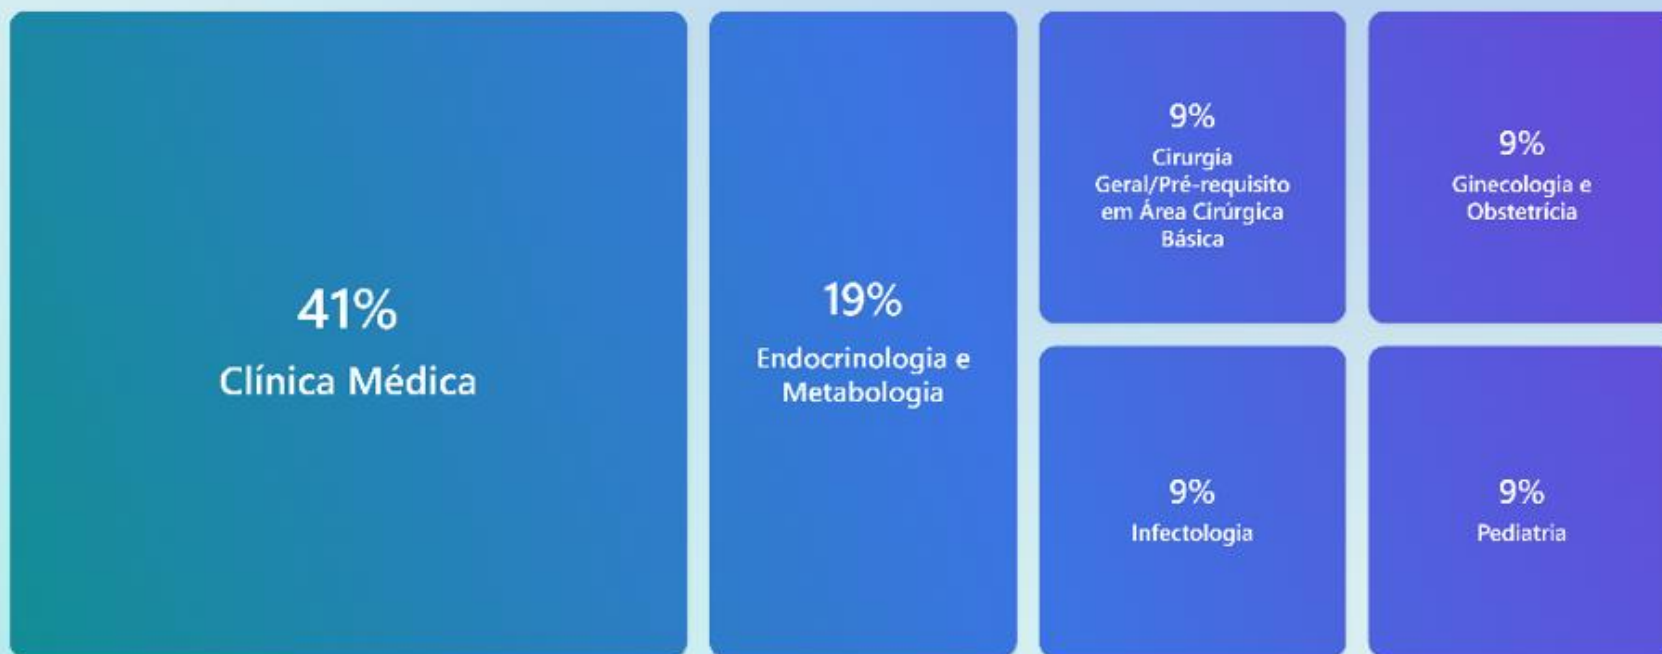 41%
Clínica Médica
19%
Endocrinologia e
Metabologia
9%
Cirurgia
Geral/Pré-requisito
em Área Cirúrgica
Básica
9%
Ginecologia e
Obstetrícia
9%
Infectologia
9%
Pediatria